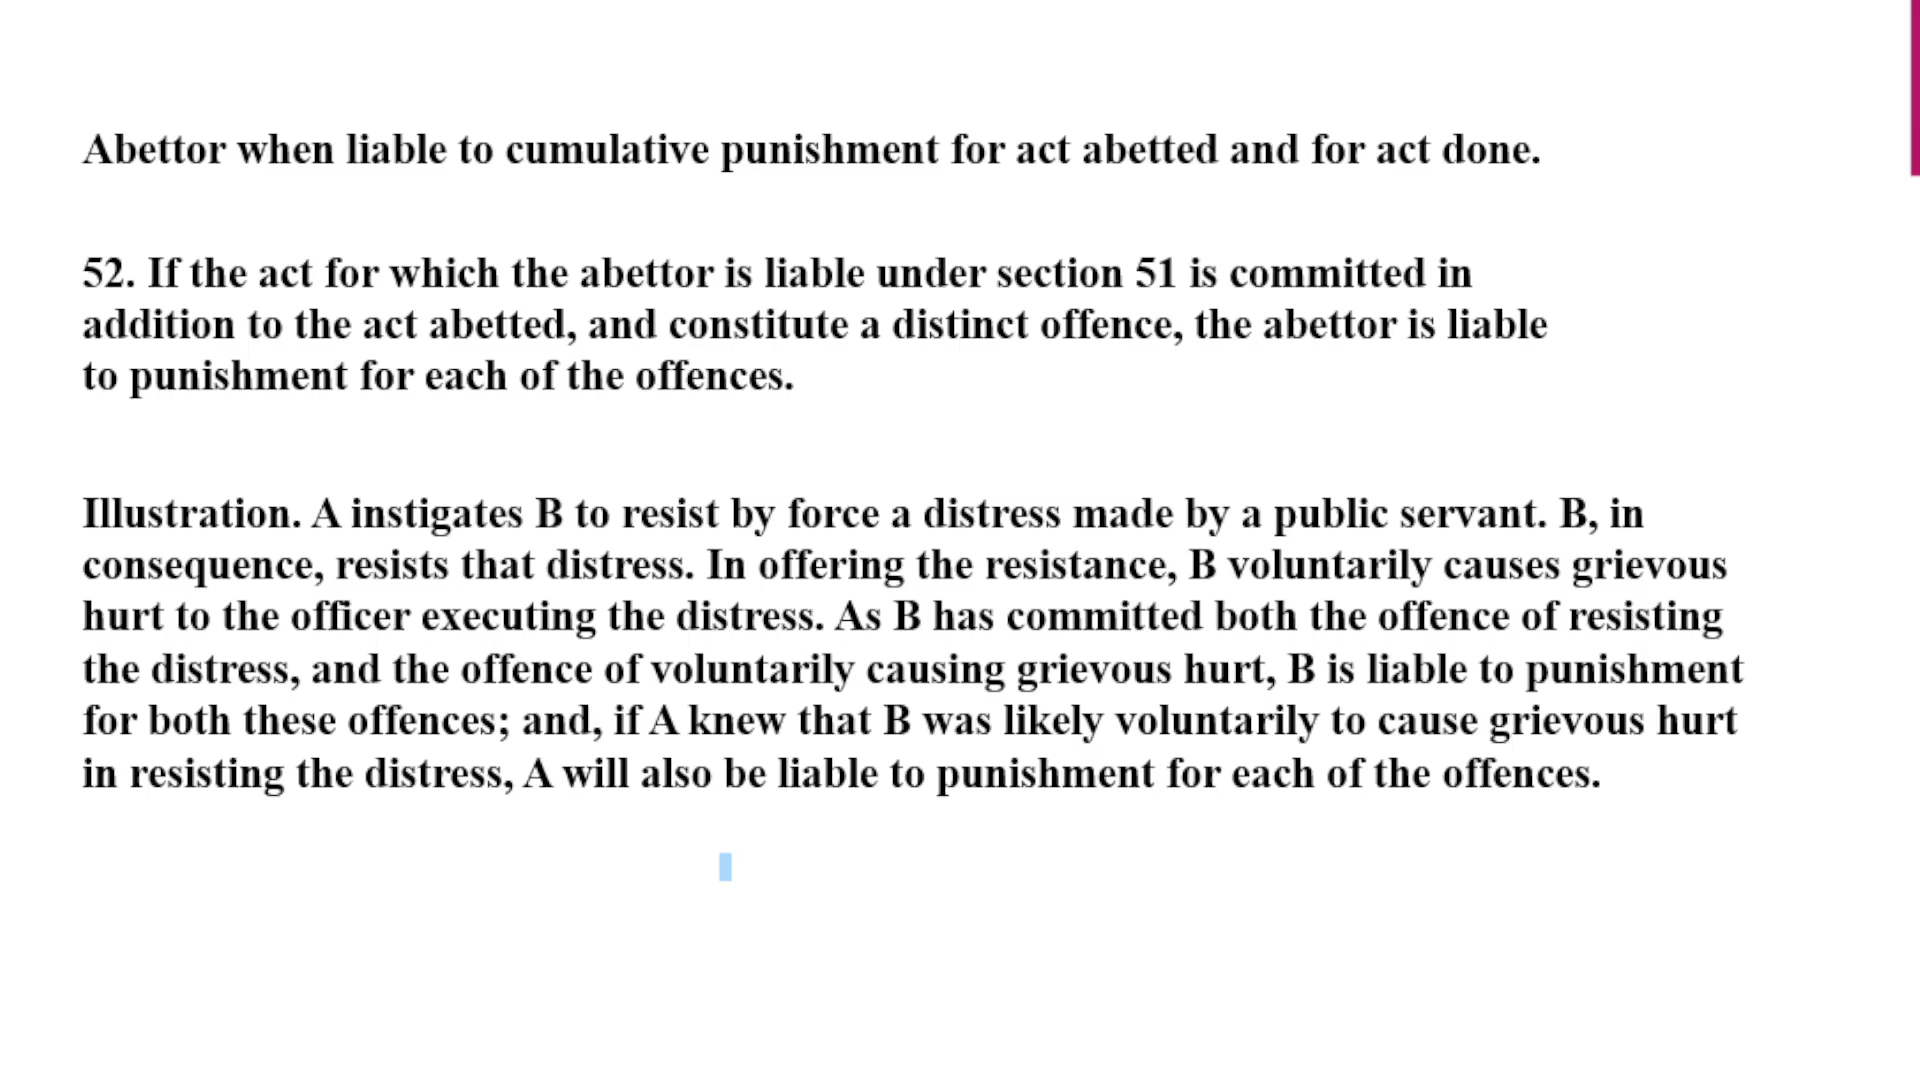 Abettor when liable to cumulative punishment for act abetted and for act done.
52. If the act for which the abettor is liable under section 51 is committed in
addition to the act abetted, and constitute a distinct offence, the abettor is liable
to punishment for each of the offences.
Illustration. A instigates B to resist by force a distress made by a public servant. B, in
consequence, resists that distress. In offering the resistance, B voluntarily causes grievous
hurt to the officer executing the distress. As B has committed both the offence of resisting
the distress, and the offence of voluntarily causing grievous hurt, B is liable to punishment
for both these offences; and, if A knew that B was likely voluntarily to cause grievous hurt
in resisting the distress, A will also be liable to punishment for each of the offences.